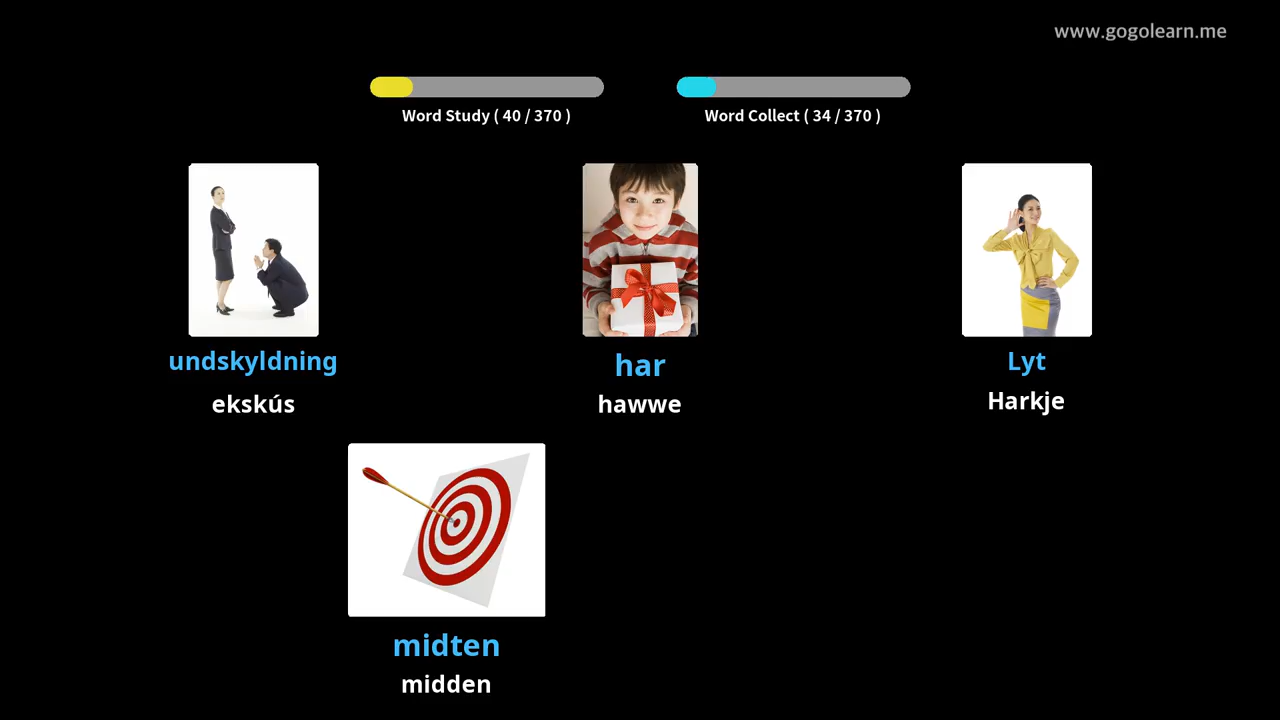 www.gogolearn.me
Word Study ( 40 / 370 )
Word Collect ( 34 / 370 )
undskyldning
ekskús
har
hawwe
Lyt
Harkje
midten
midden